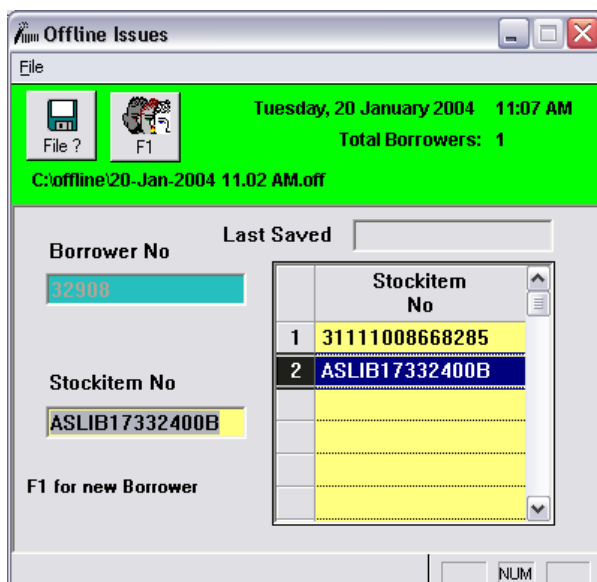 Offline Issues
File
Tuesday, 20 January 2004 11:07 AM
Total Borrowers: 1
File ?
F1
C:\offline\20-Jan-2004 11.02 AM.off
Last Saved
Borrower No
32908
Stockitem No
1 31111008668285
2 ASLIB17332400B
Stockitem No
ASLIB17332400B
F1 for new Borrower
NUM